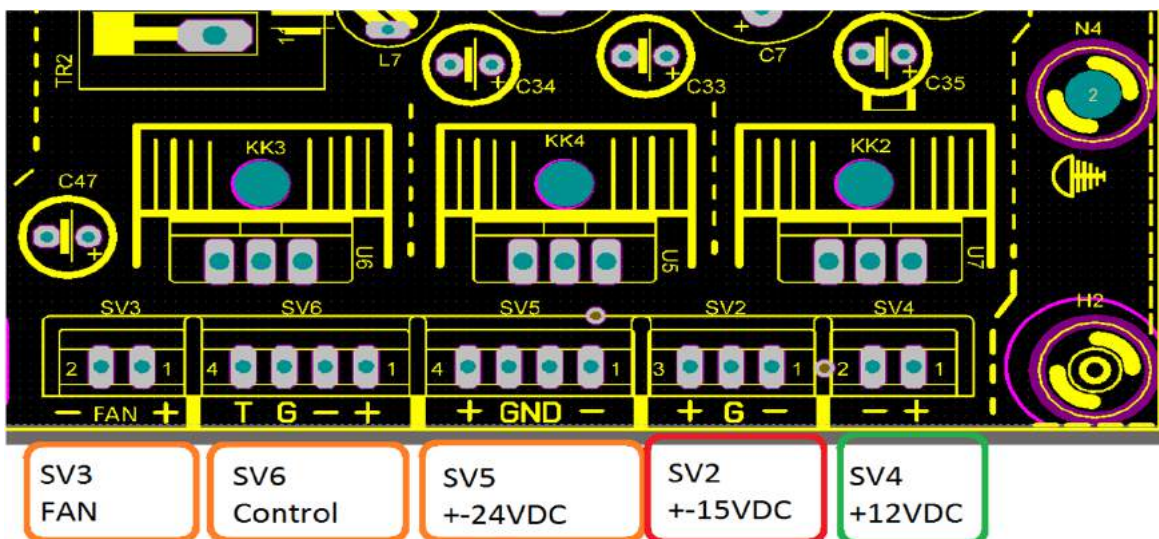 N4
TR2
1
L7
+
C34
+
C33
+
C7
+
C35
2
KK3
KK4
KK2
C47
+
U6
U5
U7
SV3
SV6
SV5
SV2
SV4
H2
2 1
4 1
4 1
3 1
2 1
- FAN +
T G - +
+ GND -
+ G -
- +
SV3
FAN
SV6
Control
SV5
+-24VDC
SV2
+-15VDC
SV4
+12VDC